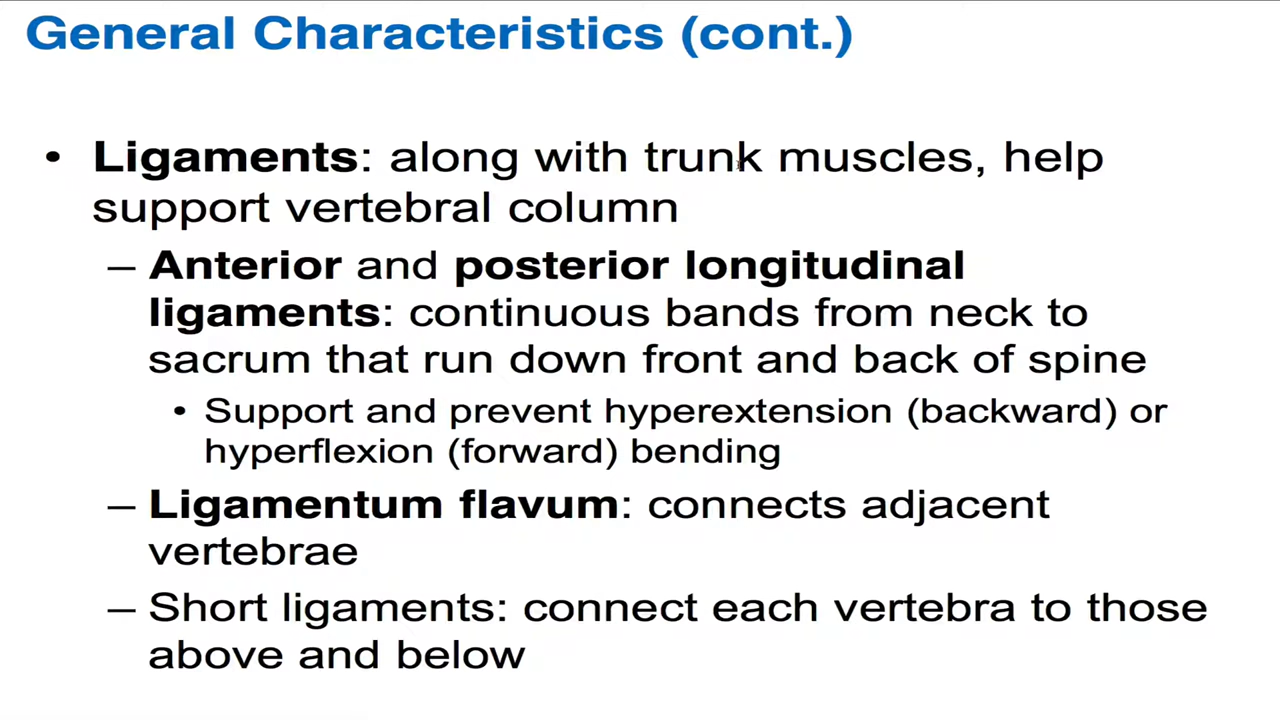 General Characteristics (cont.)
• Ligaments: along with trunk muscles, help
support vertebral column
– Anterior and posterior longitudinal
ligaments: continuous bands from neck to
sacrum that run down front and back of spine
• Support and prevent hyperextension (backward) or
hyperflexion (forward) bending
– Ligamentum flavum: connects adjacent
vertebrae
– Short ligaments: connect each vertebra to those
above and below